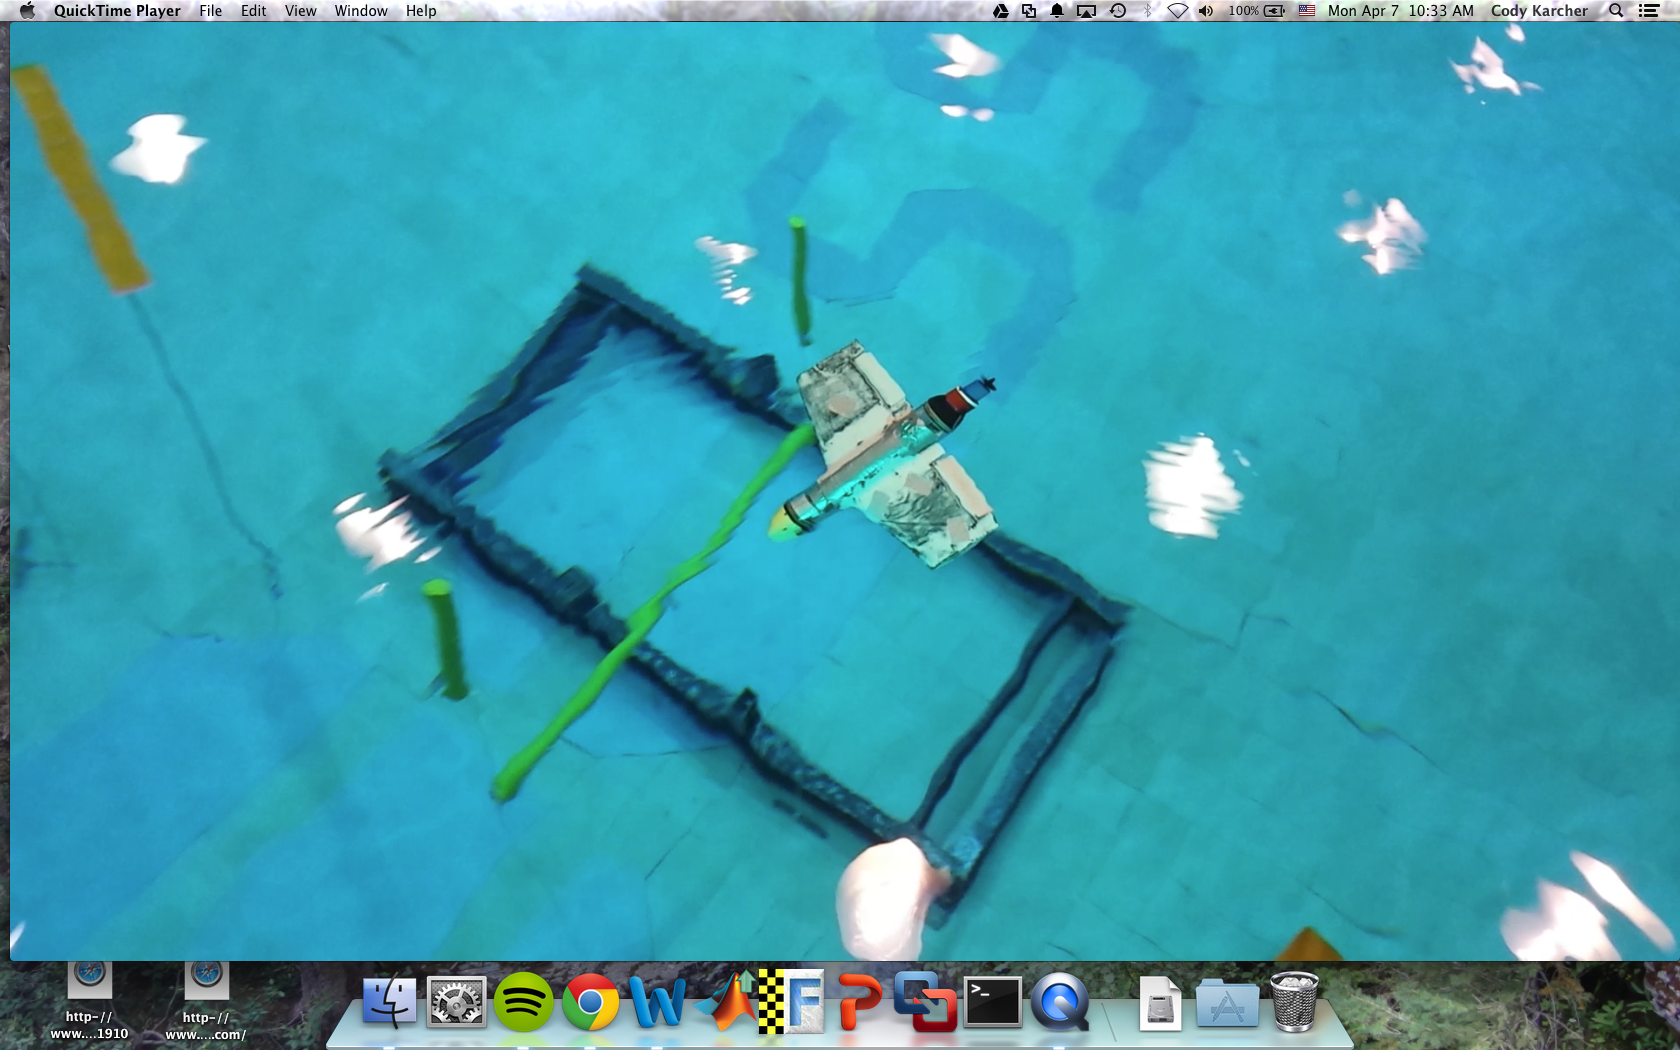 QuickTime Player File Edit View Window Help 100% Mon Apr 7 10:33 AM Cody Karcher
http-//
www....1910
http-//
www....com/
W
F
P
>_